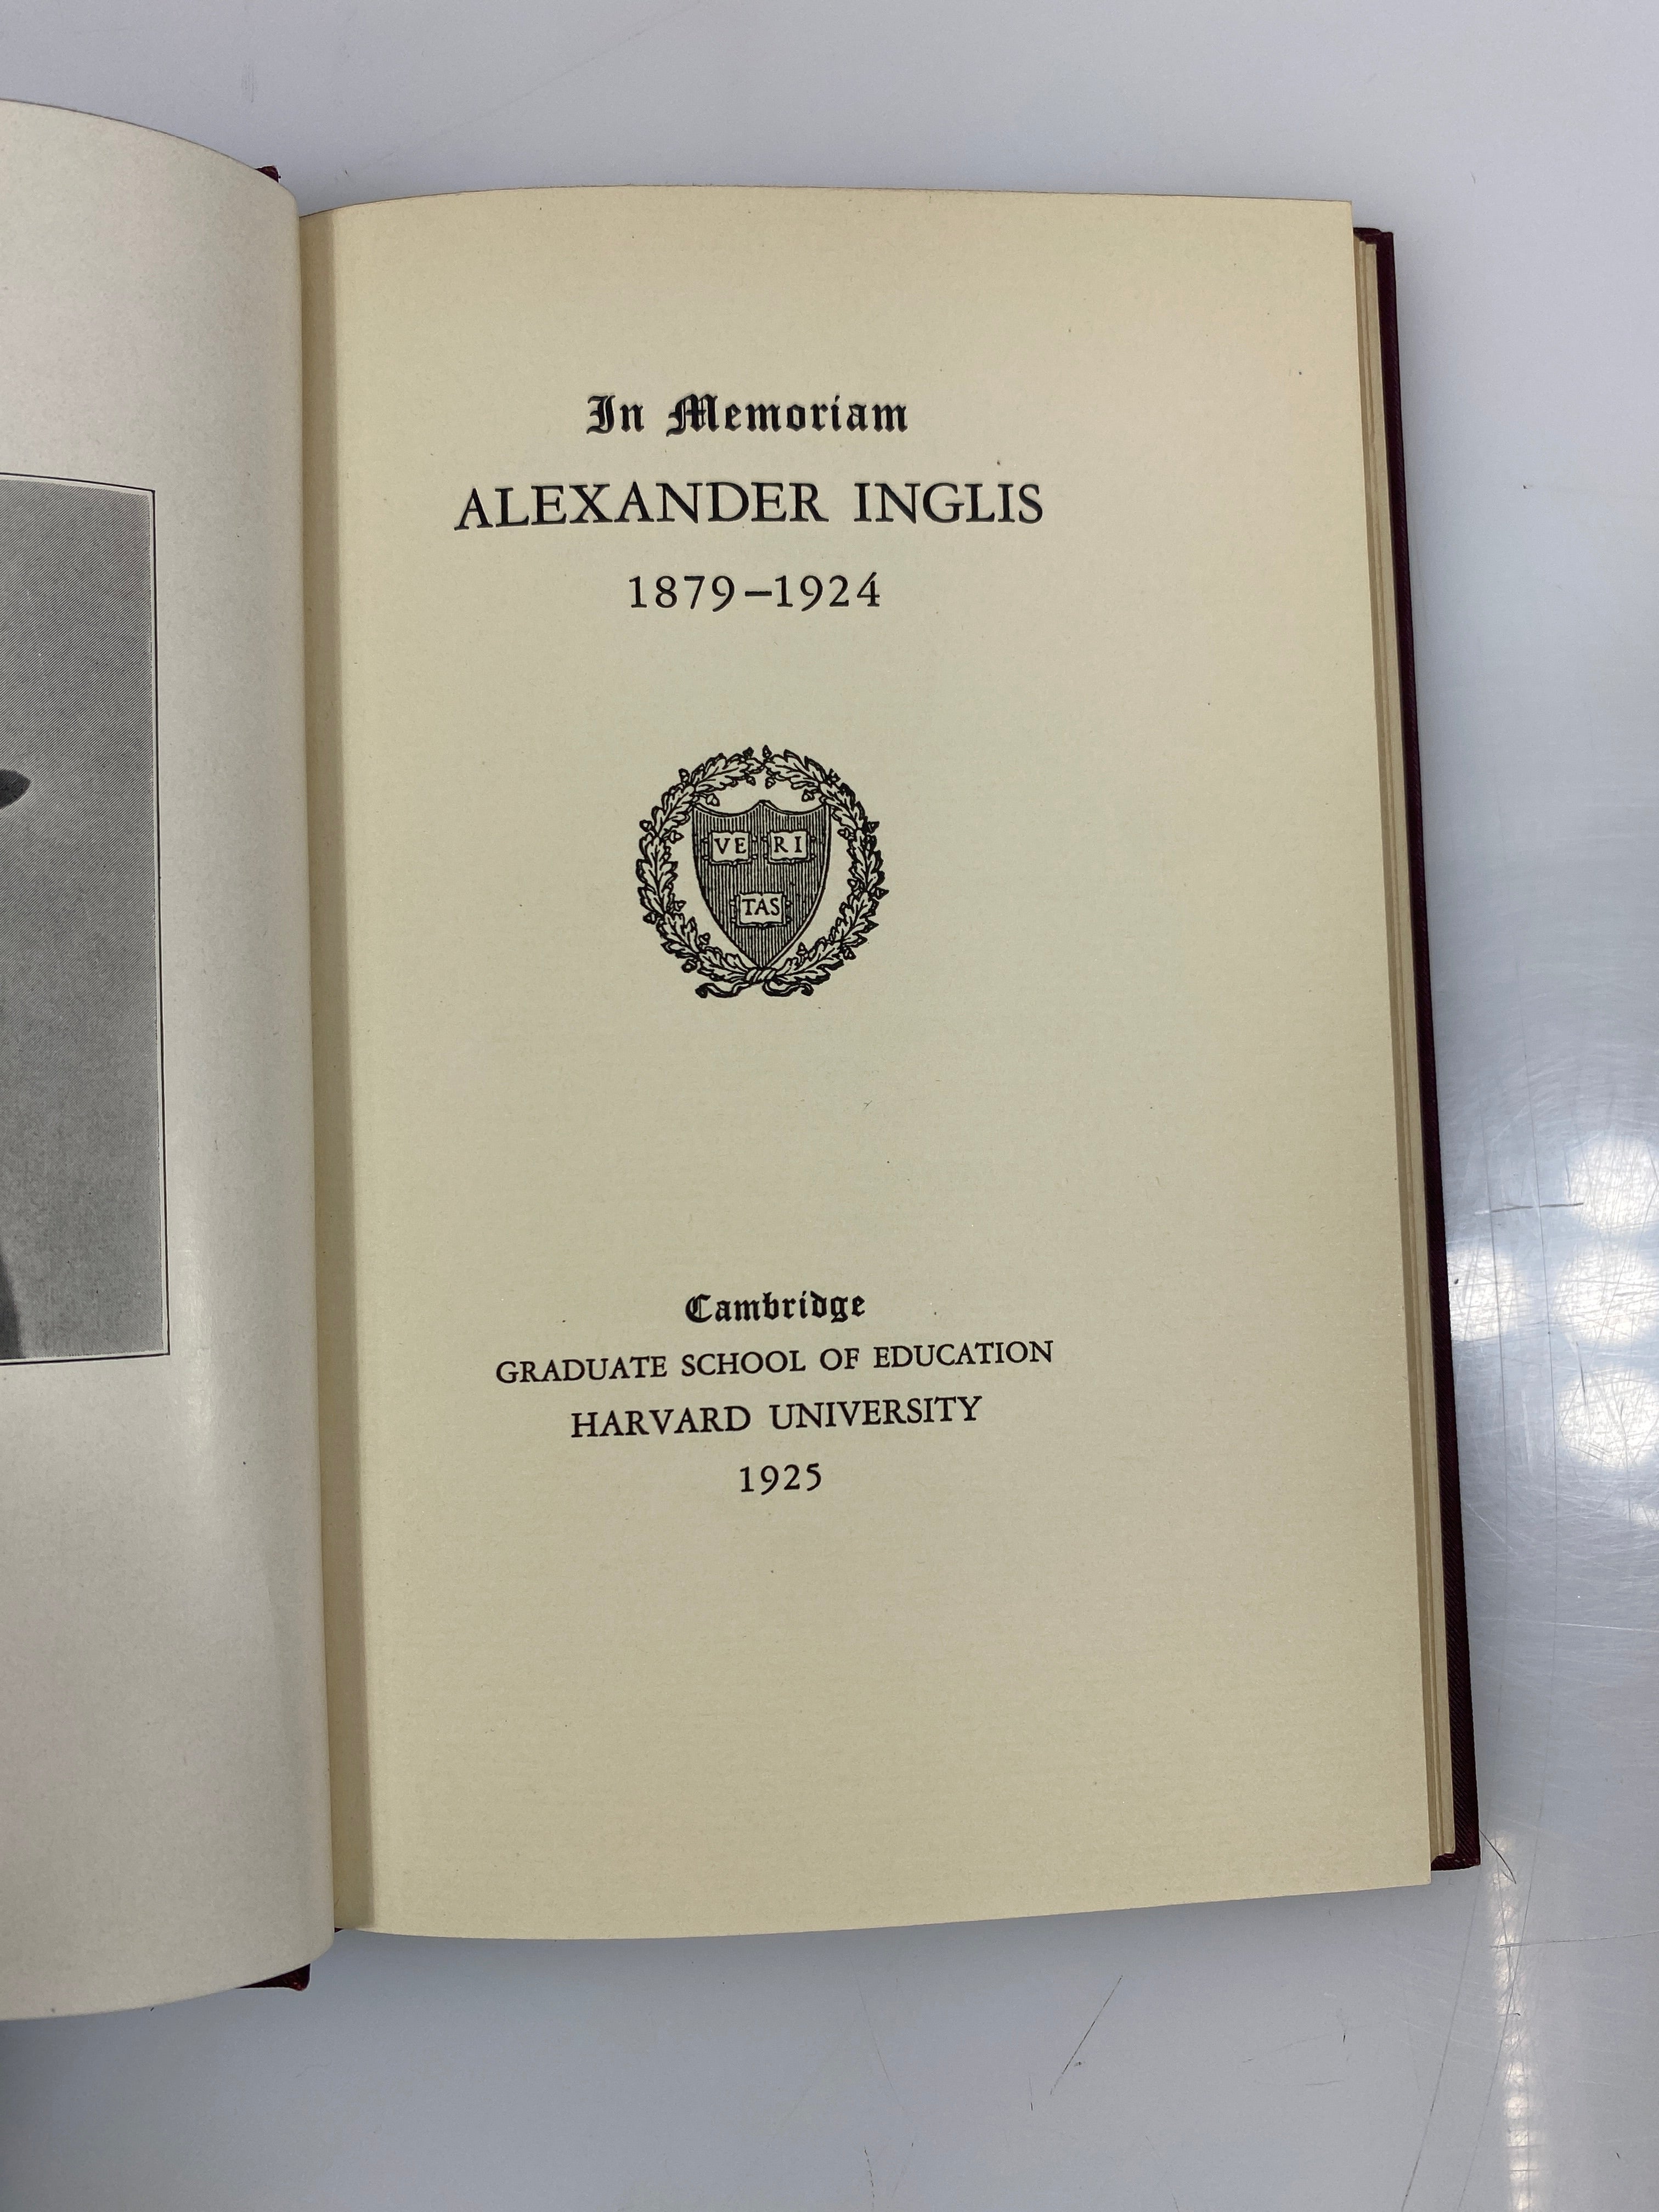 In Memoriam
ALEXANDER INGLIS
1879–1924
VE RI
TAS
Cambridge
GRADUATE SCHOOL OF EDUCATION
HARVARD UNIVERSITY
1925